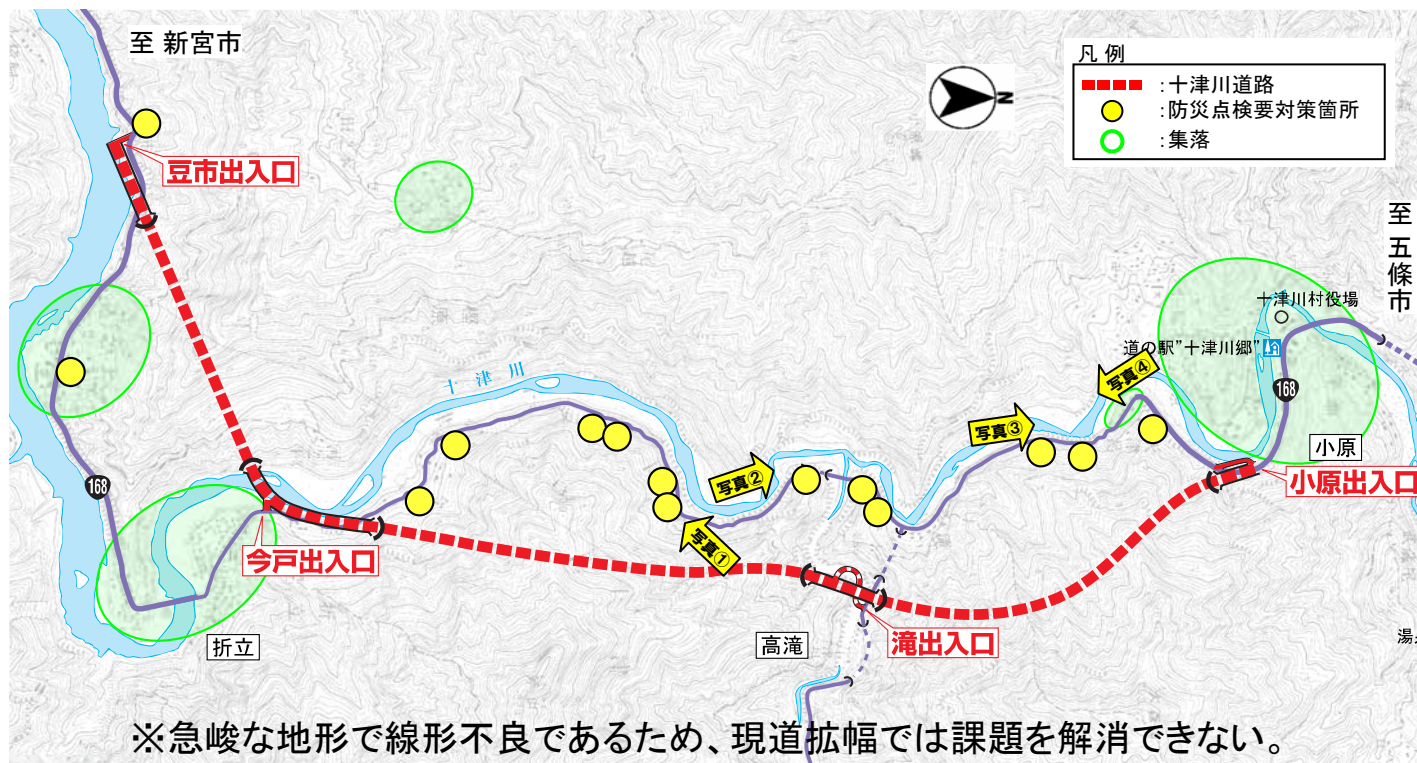 至 新宮市
凡 例
:十津川道路
:防災点検要対策箇所
:集落
N
豆市出入口
至 五條市
十津川村役場
道の駅”十津川郷”
写真④
168
十津川
写真③
小原
写真②
小原出入口
168
写真①
今戸出入口
折立
高滝
滝出入口
湯
※急峻な地形で線形不良であるため、現道拡幅では課題を解消できない。